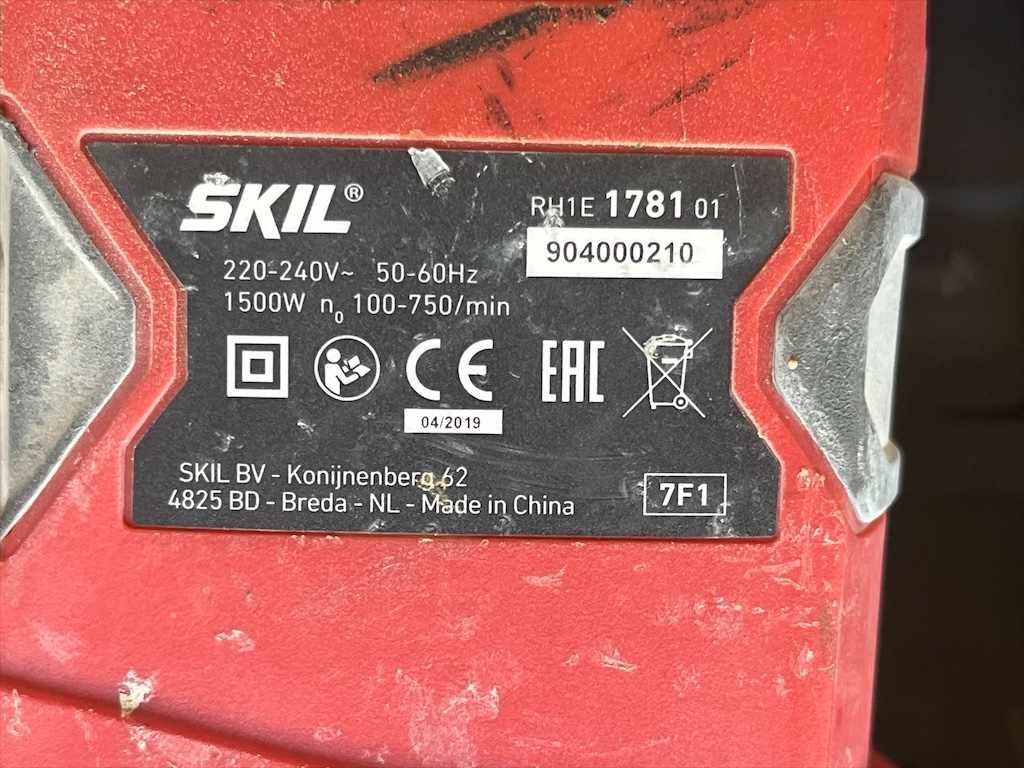 SKIL®
RH1E 1781 01
904000210
220-240V~ 50-60Hz
1500W n₀ 100-750/min
CE EAC
04/2019
SKIL BV - Konijnenberg 62
4825 BD - Breda - NL - Made in China
7F1